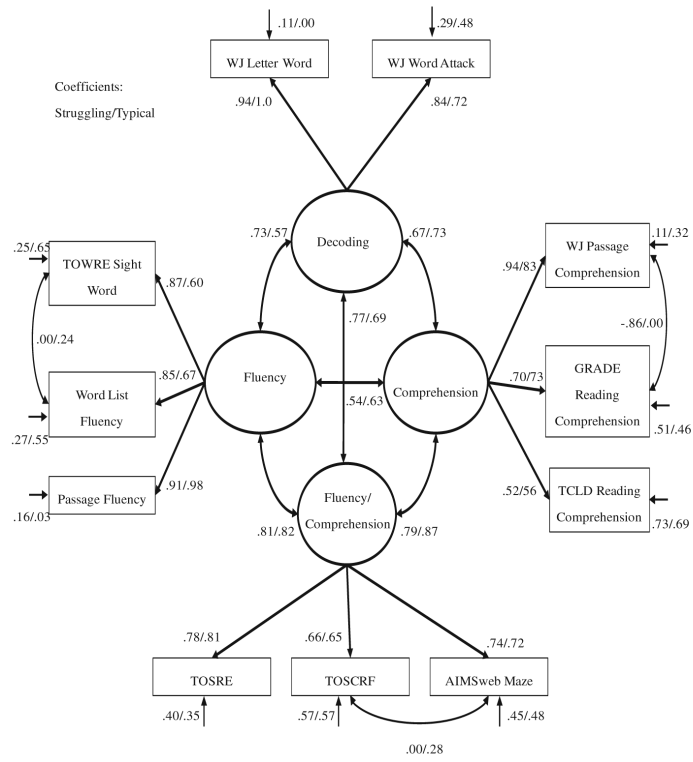 .11/.00
.29/.48
WJ Letter Word
WJ Word Attack
Coefficients:
Struggling/Typical
.94/1.0
.84/.72
Decoding
.73/.57
.67/.73
.25/.65
TOWRE Sight
Word
.87/.60
.11/.32
WJ Passage
Comprehension
.94/83
.77/.69
.00/.24
-.86/.00
Fluency
Comprehension
.54/.63
.85/.67
Word List
Fluency
.27/.55
.70/73
GRADE
Reading
Comprehension
.51/.46
.91/.98
Passage Fluency
.16/.03
.52/56
TCLD Reading
Comprehension
.73/.69
Fluency/
Comprehension
.81/.82
.79/.87
.78/.81
.66/.65
.74/.72
TOSRE
TOSCRF
AIMSweb Maze
.40/.35
.57/.57
.45/.48
.00/.28